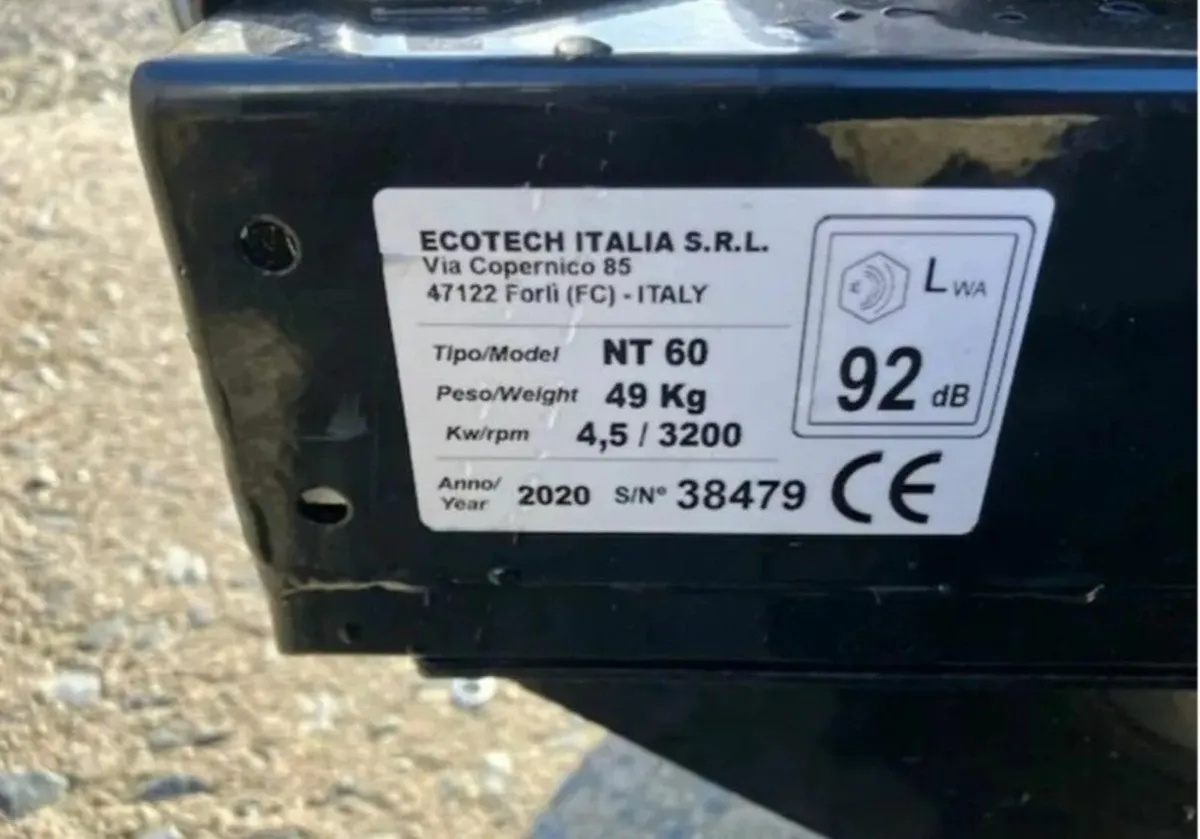 ECOTECH ITALIA S.R.L.
Via Copernico 85
47122 Forlì (FC) - ITALY
Tipo/Model NT 60
Peso/Weight 49 Kg
Kw/rpm 4,5 / 3200
Anno/
Year 2020 S/N° 38479 CE
LWA
92 dB